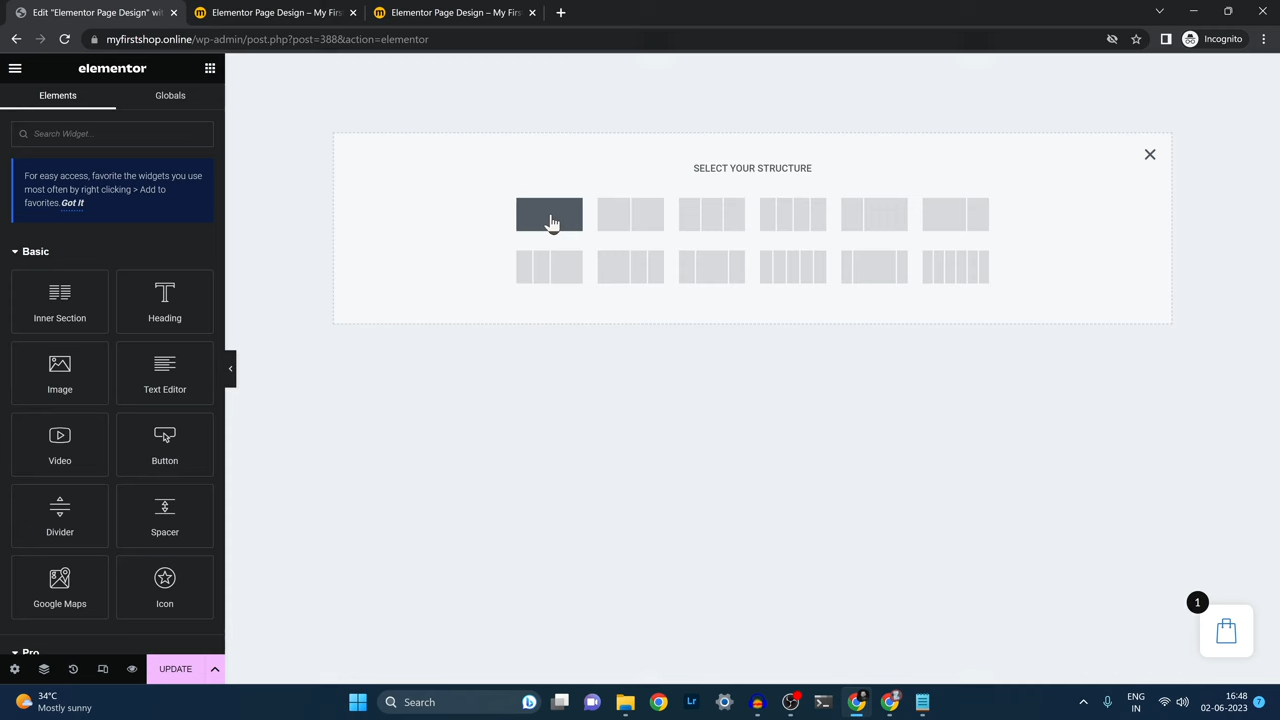 Edit "Elementor Page Design" wit
Elementor Page Design – My Firs
Elementor Page Design – My Firs
myfirstshop.online/wp-admin/post.php?post=388&action=elementor
Incognito
elementor
Elements
Globals
Search Widget...
For easy access, favorite the widgets you
use most often by right clicking > Add to
favorites. Got It
Basic
Inner Section
Heading
Image
Text Editor
Video
Button
Divider
Spacer
Google Maps
Icon
Pro
UPDATE
SELECT YOUR STRUCTURE
1
34°C
Mostly sunny
Search
Lr
ENG
IN
16:48
02-06-2023
7